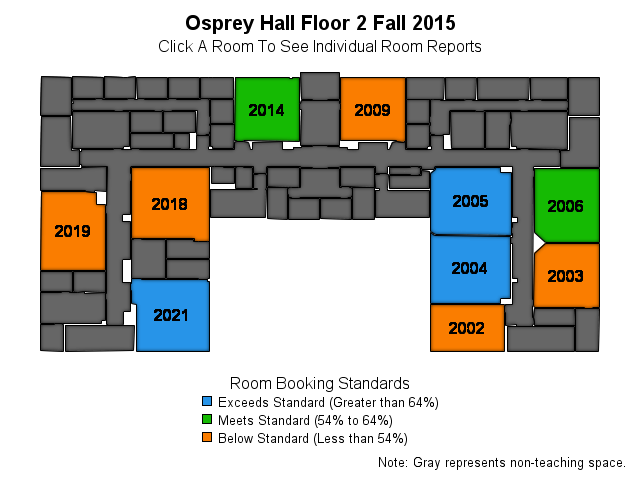 Osprey Hall Floor 2 Fall 2015
Click A Room To See Individual Room Reports
2014
2009
2005
2006
2018
2019
2004
2003
2021
2002
Room Booking Standards
Exceeds Standard (Greater than 64%)
Meets Standard (54% to 64%)
Below Standard (Less than 54%)
Note: Gray represents non-teaching space.